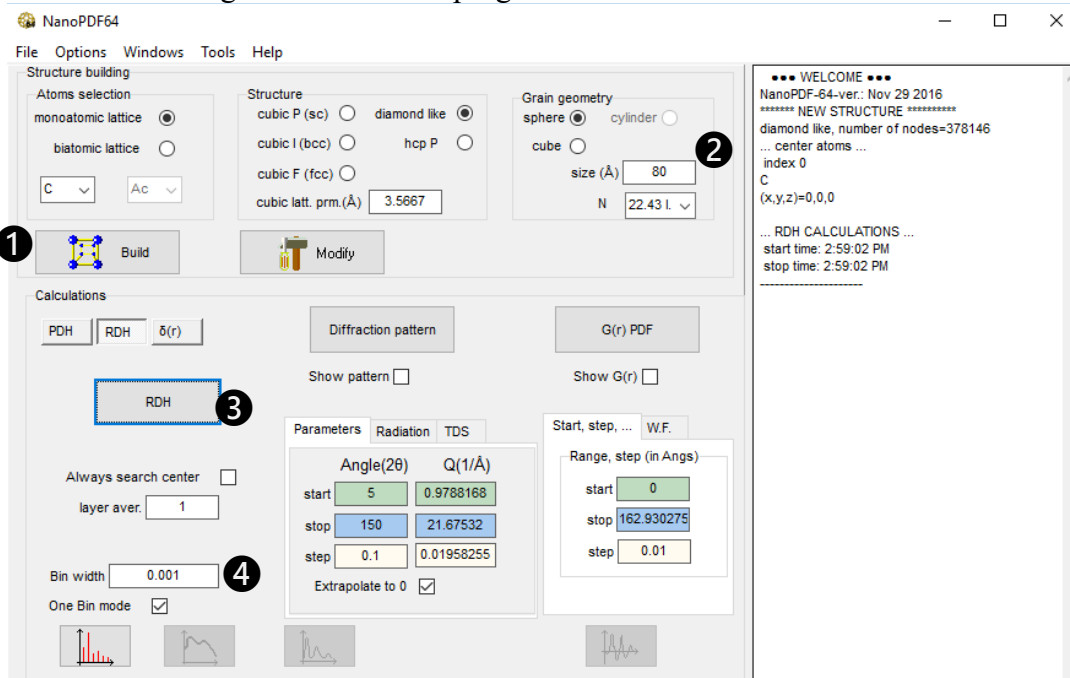 NanoPDF64
File Options Windows Tools Help
Structure building
Atoms selection
monoatomic lattice
biatomic lattice
C Ac
Structure
cubic P (sc) diamond like
cubic I (bcc) hcp P
cubic F (fcc)
cubic latt. prm.(Å) 3.5667
Grain geometry
sphere cylinder
cube
2
size (Å) 80
N 22.43 l.
1
Build
Modify
Calculations
PDH RDH δ(r)
Diffraction pattern
G(r) PDF
Show pattern
Show G(r)
RDH
3
Always search center
layer aver. 1
Bin width 0.001
4
One Bin mode
Parameters Radiation TDS
Angle(2θ) Q(1/Å)
start 5 0.9788168
stop 150 21.67532
step 0.1 0.01958255
Extrapolate to 0
Start, step, ... W.F.
Range, step (in Angs)
start 0
stop 162.930275
step 0.01
●●● WELCOME ●●●
NanoPDF-64-ver.: Nov 29 2016
******* NEW STRUCTURE **********
diamond like, number of nodes=378146
... center atoms ...
index 0
C
(x,y,z)=0,0,0
... RDH CALCULATIONS ...
start time: 2:59:02 PM
stop time: 2:59:02 PM
---------------------